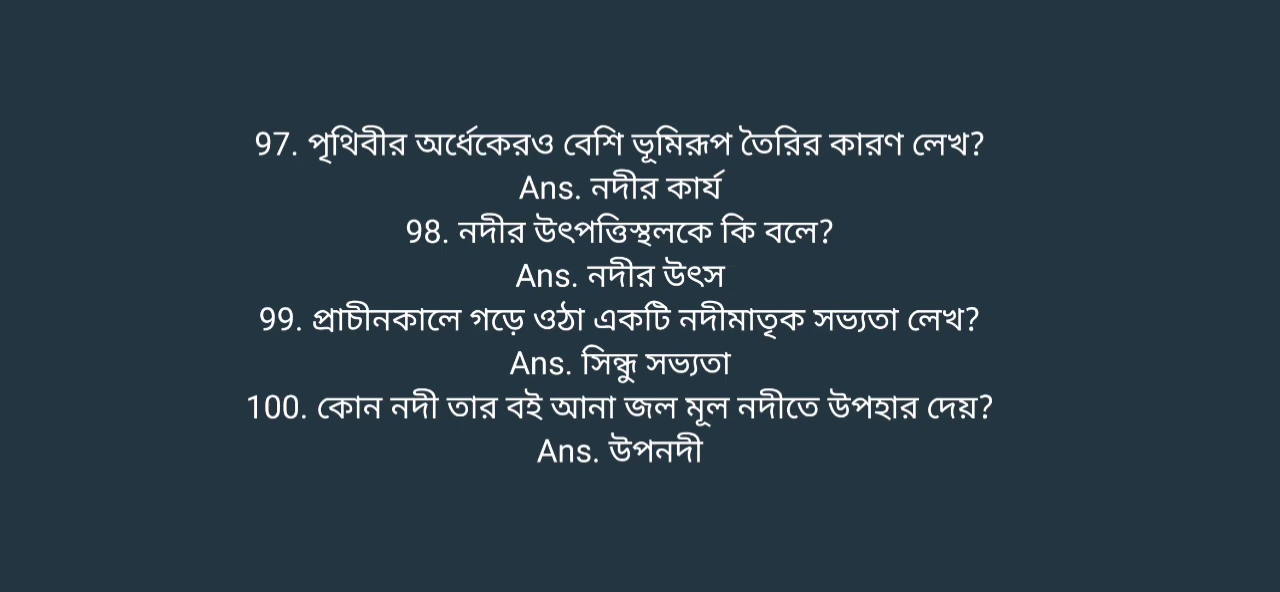 97. পৃথিবীর অর্ধেকেরও বেশি ভূমিরূপ তৈরির কারণ লেখ?
Ans. নদীর কার্য
98. নদীর উৎপত্তিস্থলকে কি বলে?
Ans. নদীর উৎস
99. প্রাচীনকালে গড়ে ওঠা একটি নদীমাতৃক সভ্যতা লেখ?
Ans. সিন্ধু সভ্যতা
100. কোন নদী তার বই আনা জল মূল নদীতে উপহার দেয়?
Ans. উপনদী